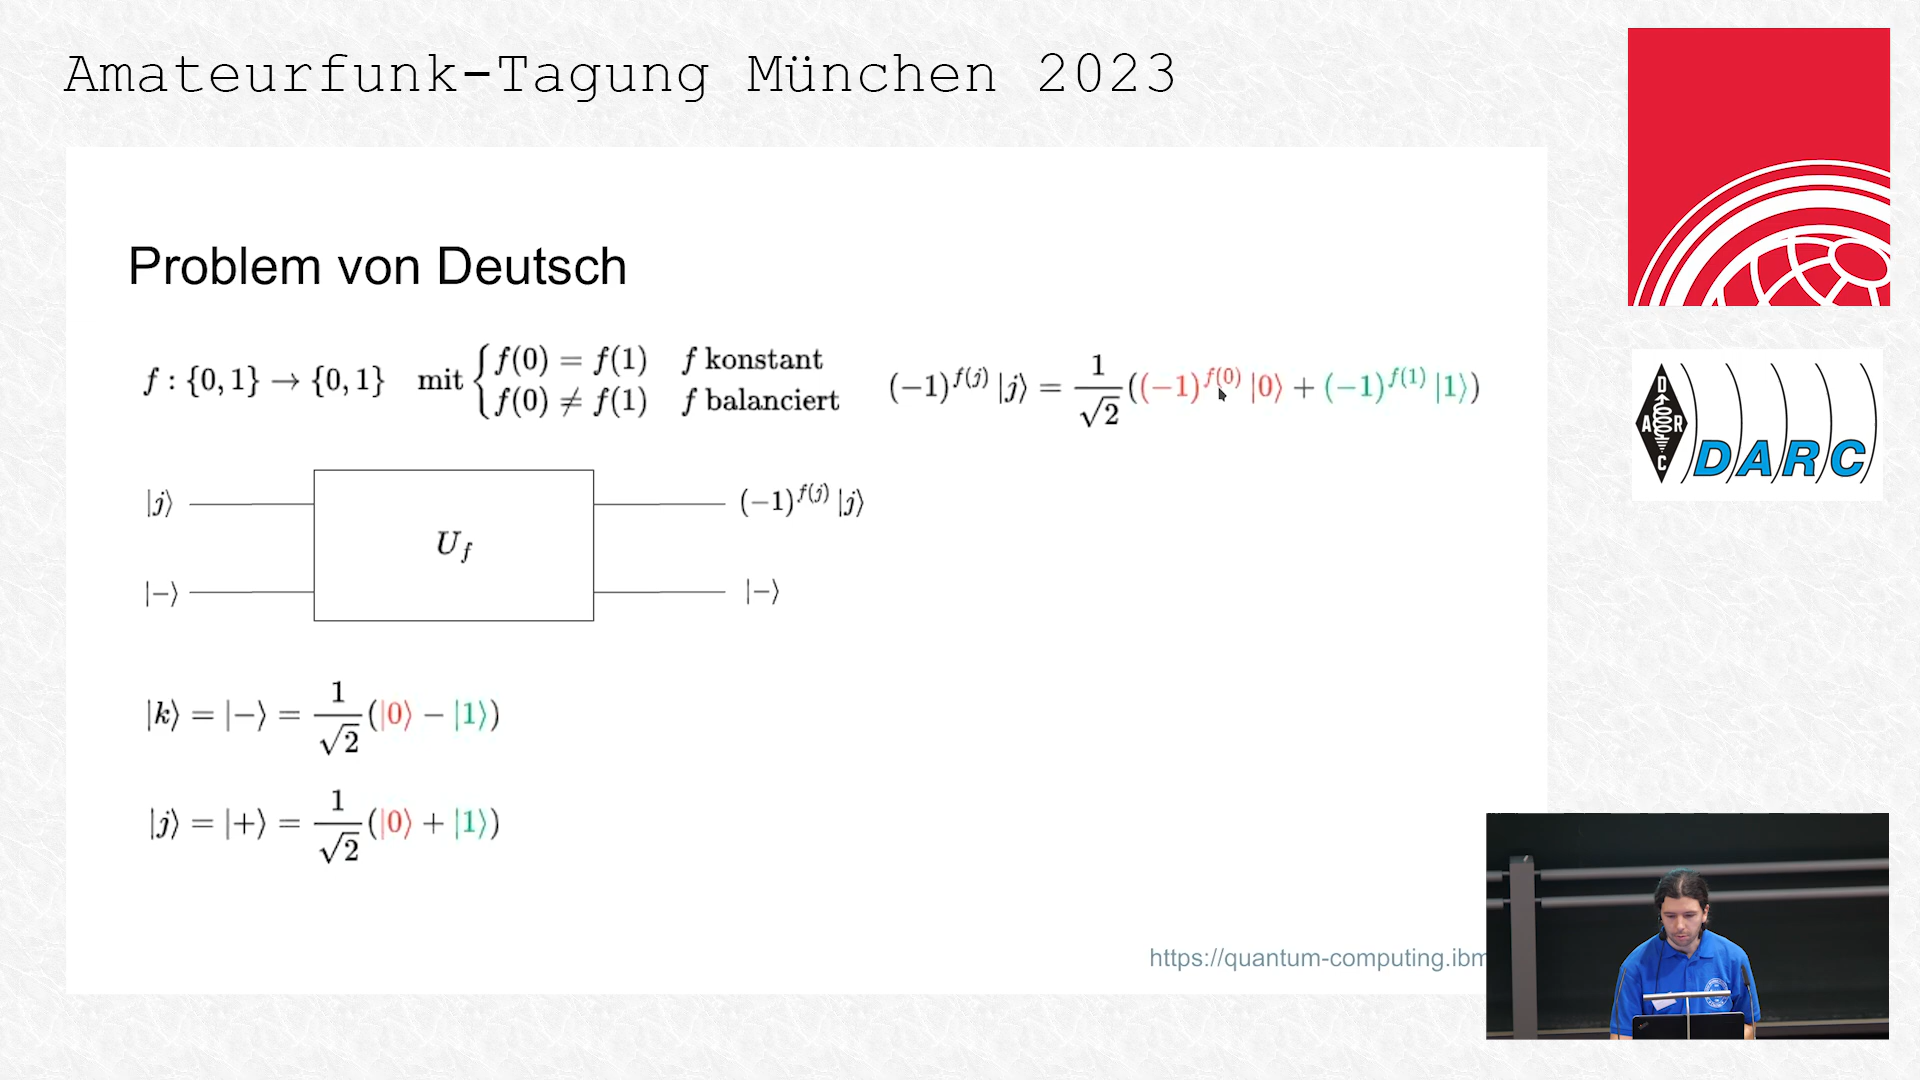 Amateurfunk-Tagung München 2023
Problem von Deutsch
f : {0, 1} → {0, 1} mit { f(0) = f(1) f konstant
f(0) ≠ f(1) f balanciert
(−1)^{f(j)} |j⟩ = 1/√2 ((−1)^{f(0)} |0⟩ + (−1)^{f(1)} |1⟩)
|j⟩ U_f (−1)^{f(j)} |j⟩
|−⟩ |−⟩
|k⟩ = |−⟩ = 1/√2 (|0⟩ − |1⟩)
|j⟩ = |+⟩ = 1/√2 (|0⟩ + |1⟩)
https://quantum-computing.ibm
D
A R
C
DARC